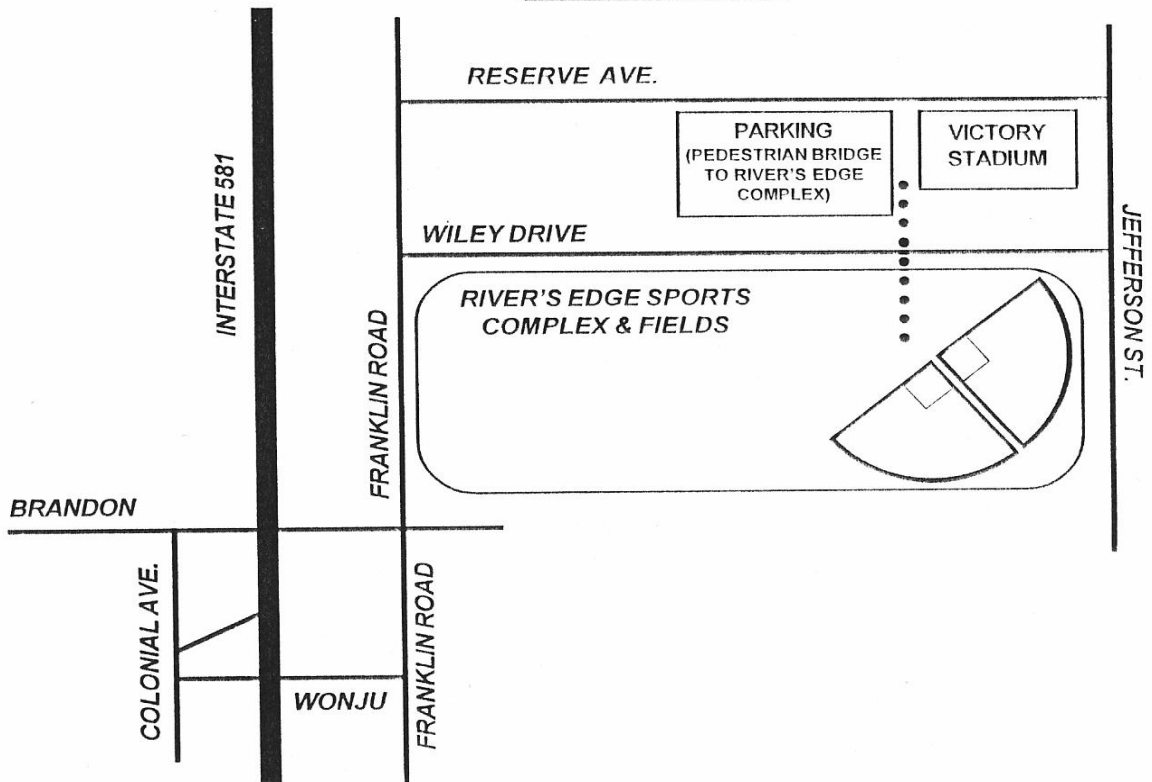 RESERVE AVE.
PARKING
(PEDESTRIAN BRIDGE
TO RIVER'S EDGE
COMPLEX)
VICTORY
STADIUM
INTERSTATE 581
WILEY DRIVE
JEFFERSON ST.
RIVER'S EDGE SPORTS
COMPLEX & FIELDS
FRANKLIN ROAD
BRANDON
COLONIAL AVE.
FRANKLIN ROAD
WONJU